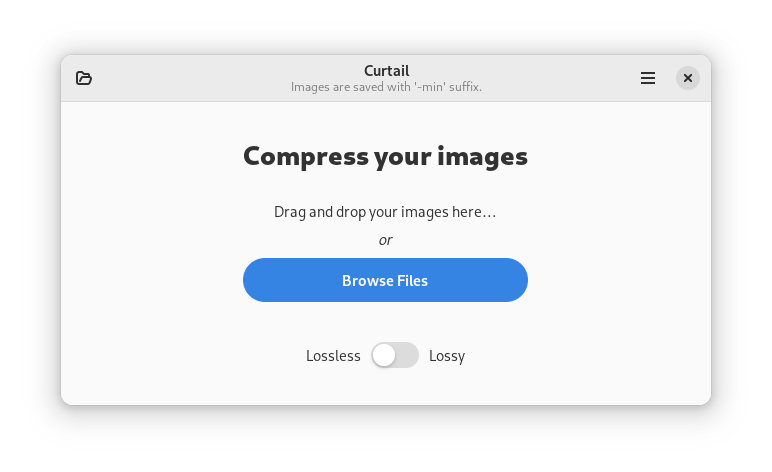 Curtail
Images are saved with '-min' suffix.
Compress your images
Drag and drop your images here...
or
Browse Files
Lossless
Lossy